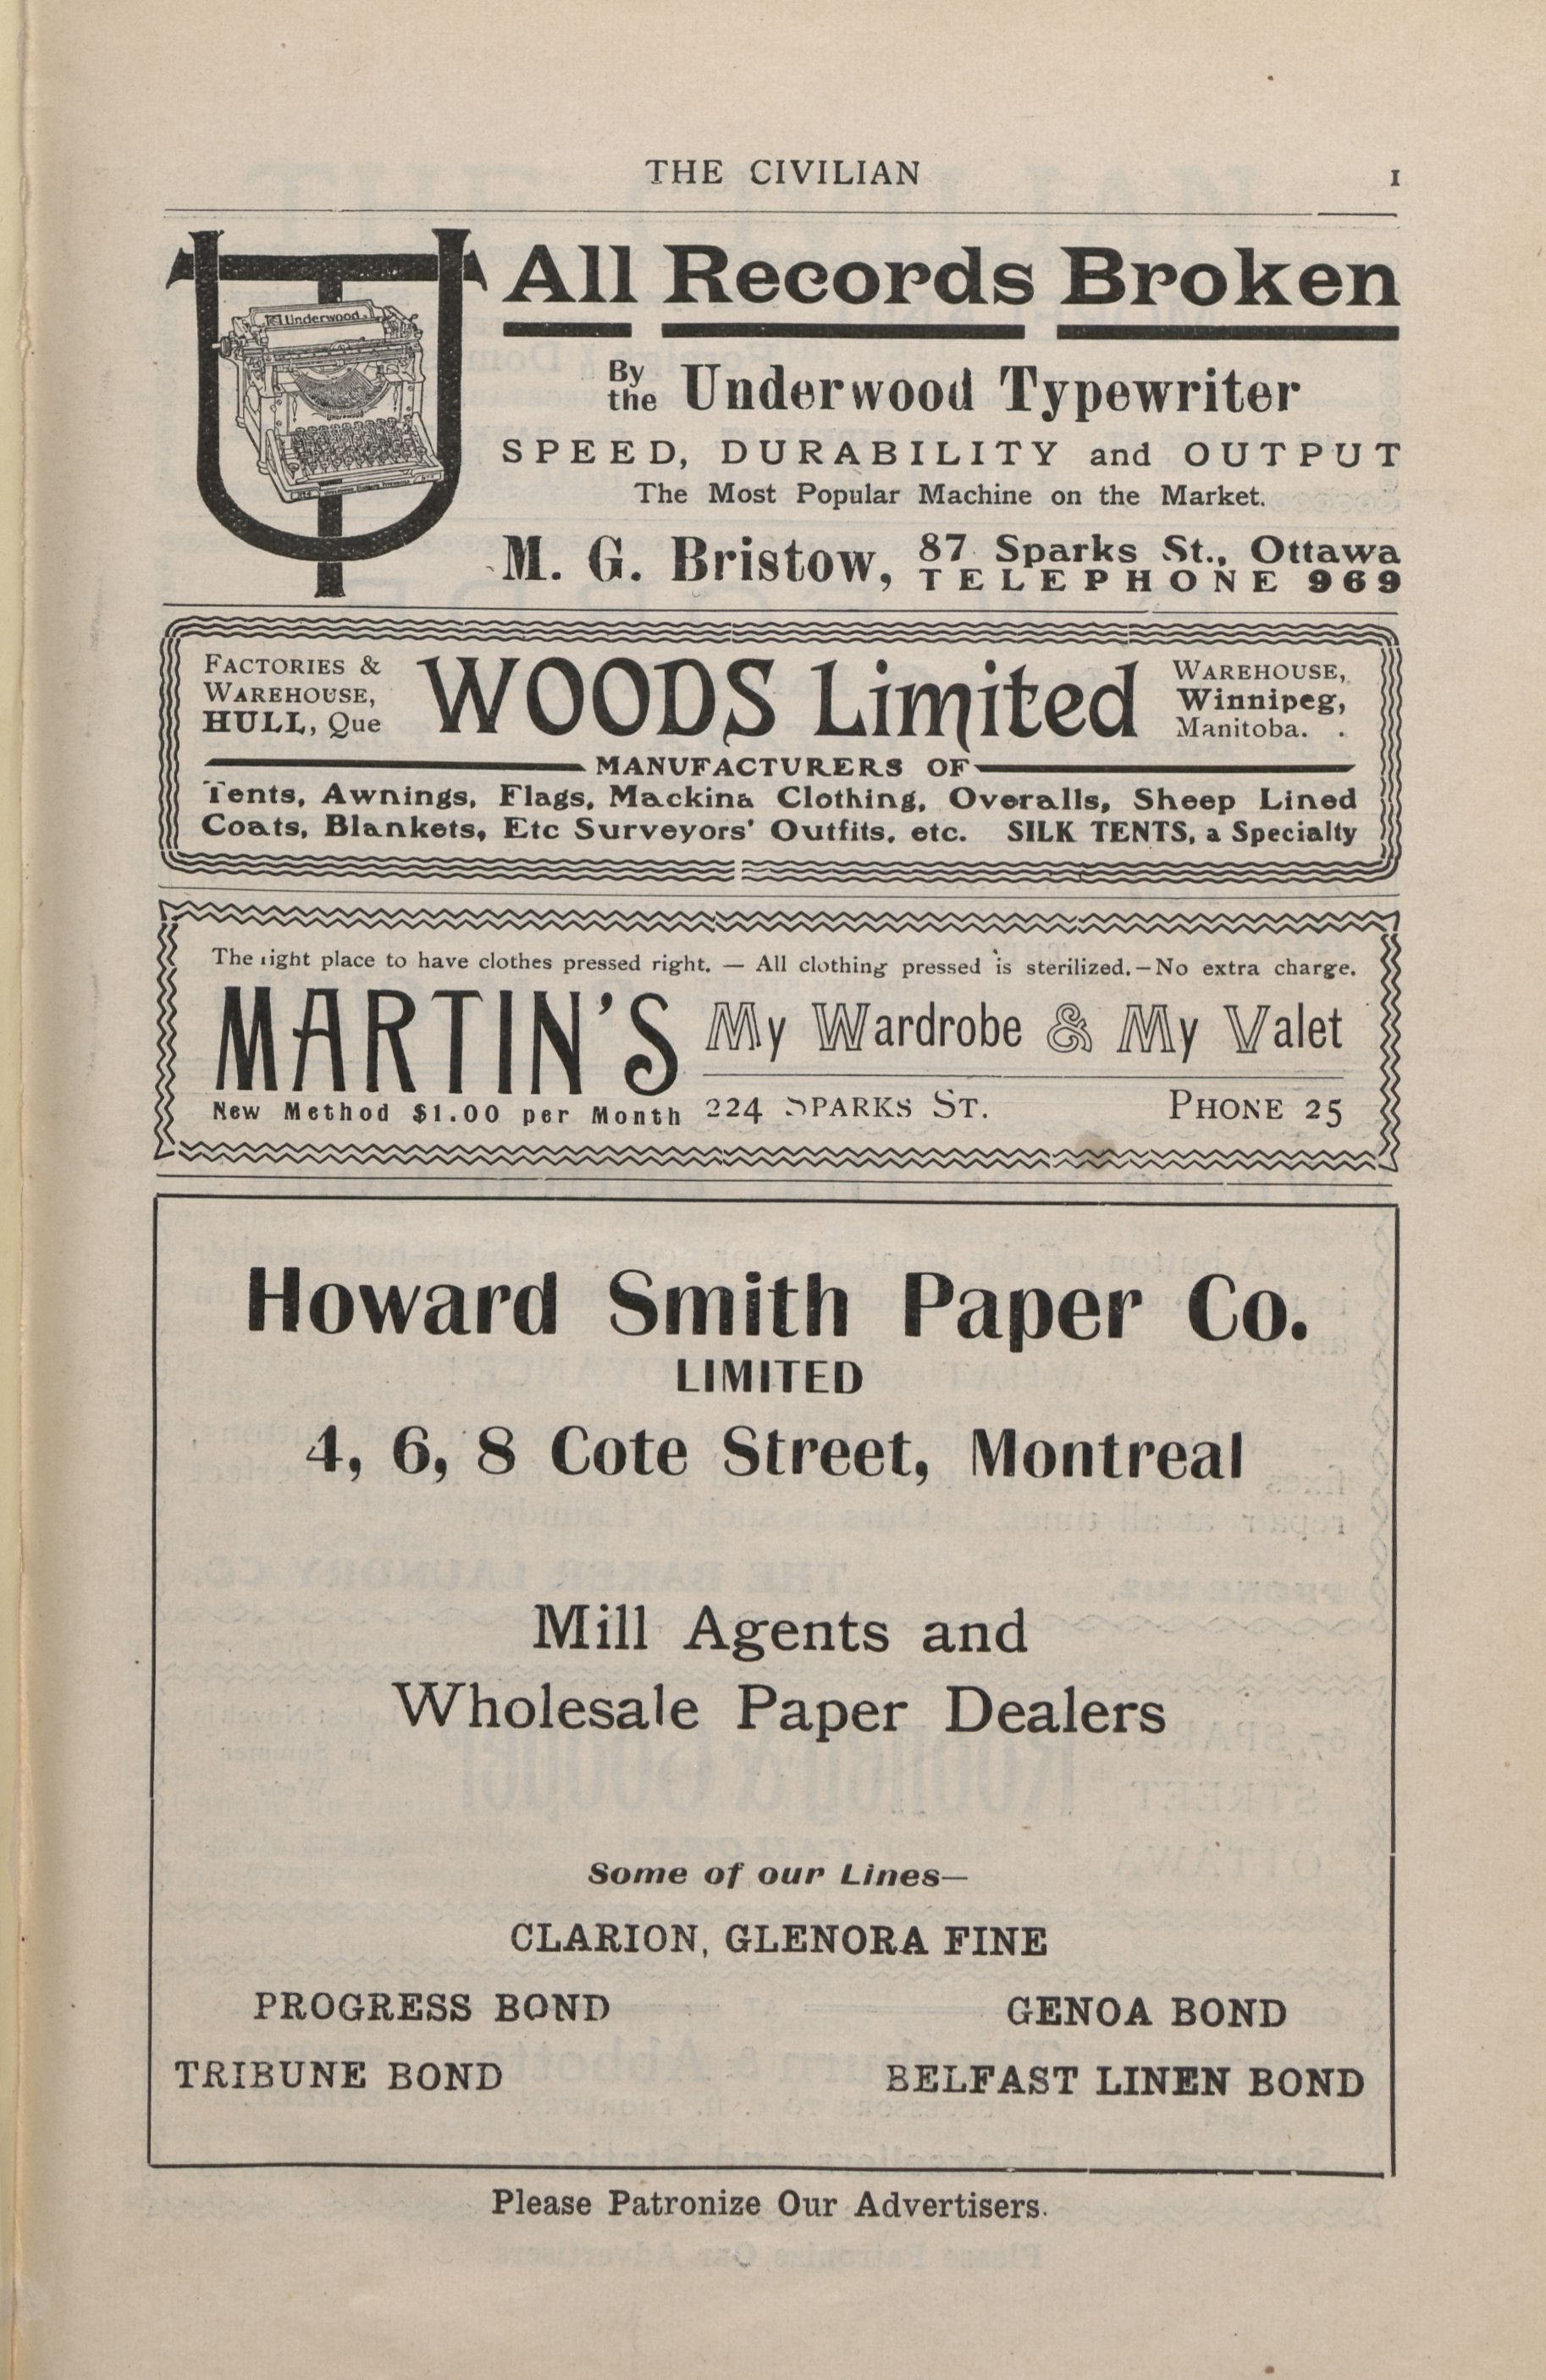 THE CIVILIAN 1
Underwood
All Records Broken
By the Underwood Typewriter
SPEED, DURABILITY and OUTPUT
The Most Popular Machine on the Market.
M. G. Bristow, 87 Sparks St., Ottawa
TELEPHONE 969
FACTORIES &
WAREHOUSE,
HULL, Que
WOODS Limited
WAREHOUSE,
Winnipeg,
Manitoba. .
MANUFACTURERS OF
Tents, Awnings, Flags, Mackina Clothing, Overalls, Sheep Lined
Coats, Blankets, Etc Surveyors' Outfits, etc. SILK TENTS, a Specialty
The right place to have clothes pressed right. — All clothing pressed is sterilized.—No extra charge.
MARTIN'S My Wardrobe & My Valet
New Method $1.00 per Month 224 SPARKS ST. PHONE 25
Howard Smith Paper Co.
LIMITED
4, 6, 8 Cote Street, Montreal
Mill Agents and
Wholesale Paper Dealers
Some of our Lines—
CLARION, GLENORA FINE
PROGRESS BOND GENOA BOND
TRIBUNE BOND BELFAST LINEN BOND
Please Patronize Our Advertisers.